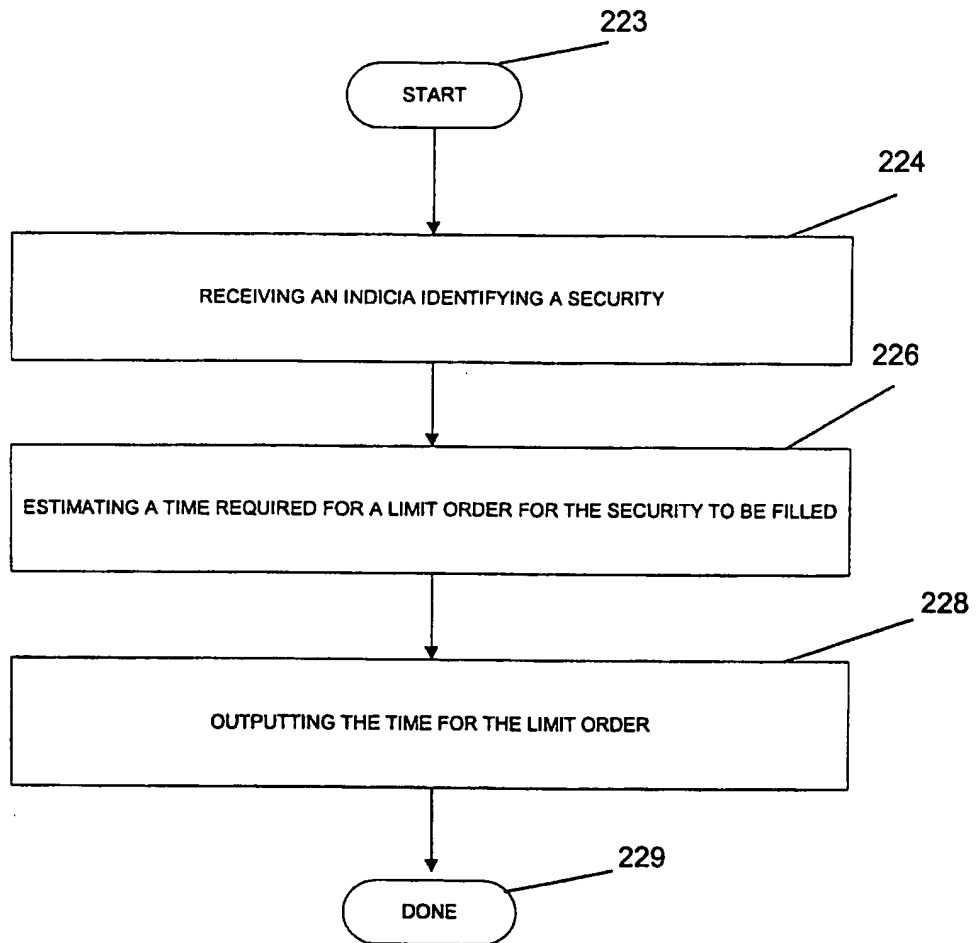 223
START
224
RECEIVING AN INDICIA IDENTIFYING A SECURITY
226
ESTIMATING A TIME REQUIRED FOR A LIMIT ORDER FOR THE SECURITY TO BE FILLED
228
OUTPUTTING THE TIME FOR THE LIMIT ORDER
229
DONE